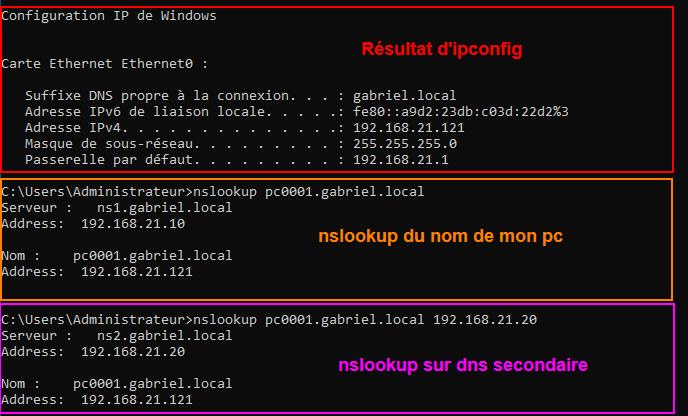 Configuration IP de Windows
Résultat d'ipconfig
Carte Ethernet Ethernet0 :
Suffixe DNS propre à la connexion. . . : gabriel.local
Adresse IPv6 de liaison locale. . . . .: fe80::a9d2:23db:c03d:22d2%3
Adresse IPv4. . . . . . . . . . . . . .: 192.168.21.121
Masque de sous-réseau. . . . . . . . . : 255.255.255.0
Passerelle par défaut. . . . . . . . . : 192.168.21.1
C:\Users\Administrateur>nslookup pc0001.gabriel.local
Serveur :   ns1.gabriel.local
Address:  192.168.21.10
nslookup du nom de mon pc
Nom :    pc0001.gabriel.local
Address:  192.168.21.121
C:\Users\Administrateur>nslookup pc0001.gabriel.local 192.168.21.20
Serveur :   ns2.gabriel.local
Address:  192.168.21.20
nslookup sur dns secondaire
Nom :    pc0001.gabriel.local
Address:  192.168.21.121